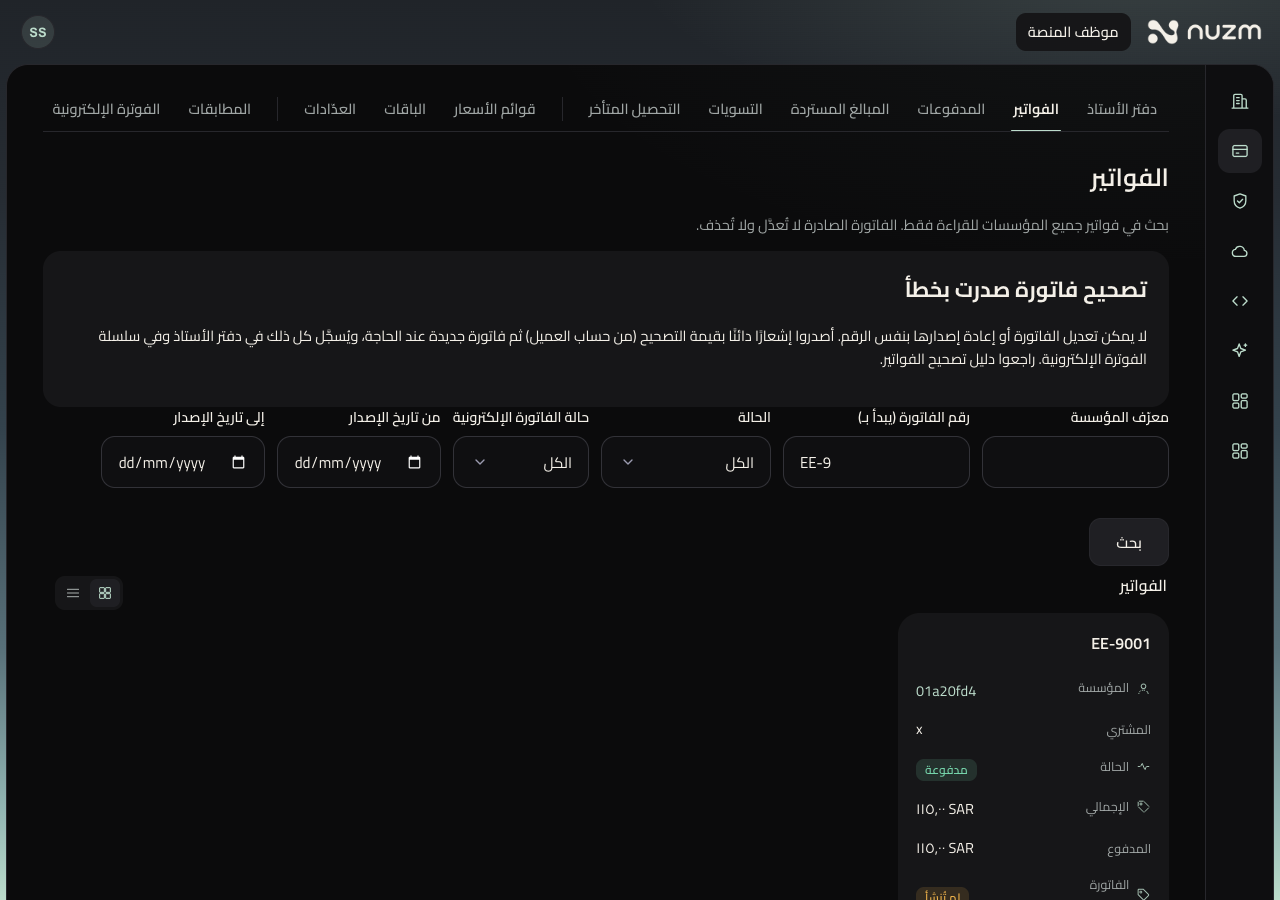 nuzm
موظف المنصة
SS
دفتر الأستاذ
الفواتير
المدفوعات
المبالغ المستردة
التسويات
التحصيل المتأخر
قوائم الأسعار
الباقات
العدّادات
المطابقات
الفوترة الإلكترونية
الفواتير
بحث في فواتير جميع المؤسسات للقراءة فقط. الفاتورة الصادرة لا تُعدَّل ولا تُحذف.
تصحيح فاتورة صدرت بخطأ
لا يمكن تعديل الفاتورة أو إعادة إصدارها بنفس الرقم. أصدروا إشعارًا دائنًا بقيمة التصحيح (من حساب العميل) ثم فاتورة جديدة عند الحاجة، ويُسجَّل كل ذلك في دفتر الأستاذ وفي سلسلة
الفوترة الإلكترونية. راجعوا دليل تصحيح الفواتير.
معرّف المؤسسة
رقم الفاتورة (يبدأ بـ)
الحالة
حالة الفاتورة الإلكترونية
من تاريخ الإصدار
إلى تاريخ الإصدار
EE-9
الكل
الكل
dd/mm/yyyy
dd/mm/yyyy
بحث
الفواتير
EE-9001
المؤسسة 01a20fd4
المشتري x
الحالة مدفوعة
الإجمالي ١١٥,٠٠ SAR
المدفوع ١١٥,٠٠ SAR
الفاتورة
لم تُنشأ